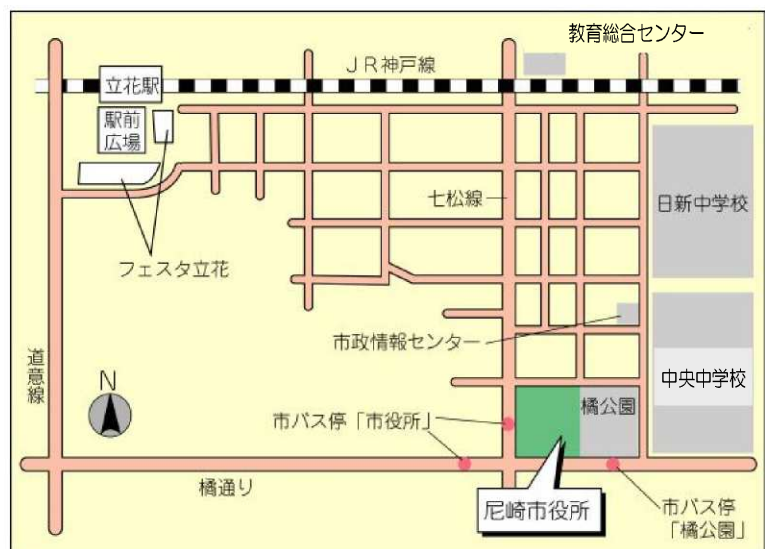 教育総合センター
JR神戸線
立花駅
駅前
広場
七松線
日新中学校
フェスタ立花
市政情報センター
道意線
中央中学校
N
橘公園
市バス停「市役所」
橘通り
尼崎市役所
市バス停
「橘公園」